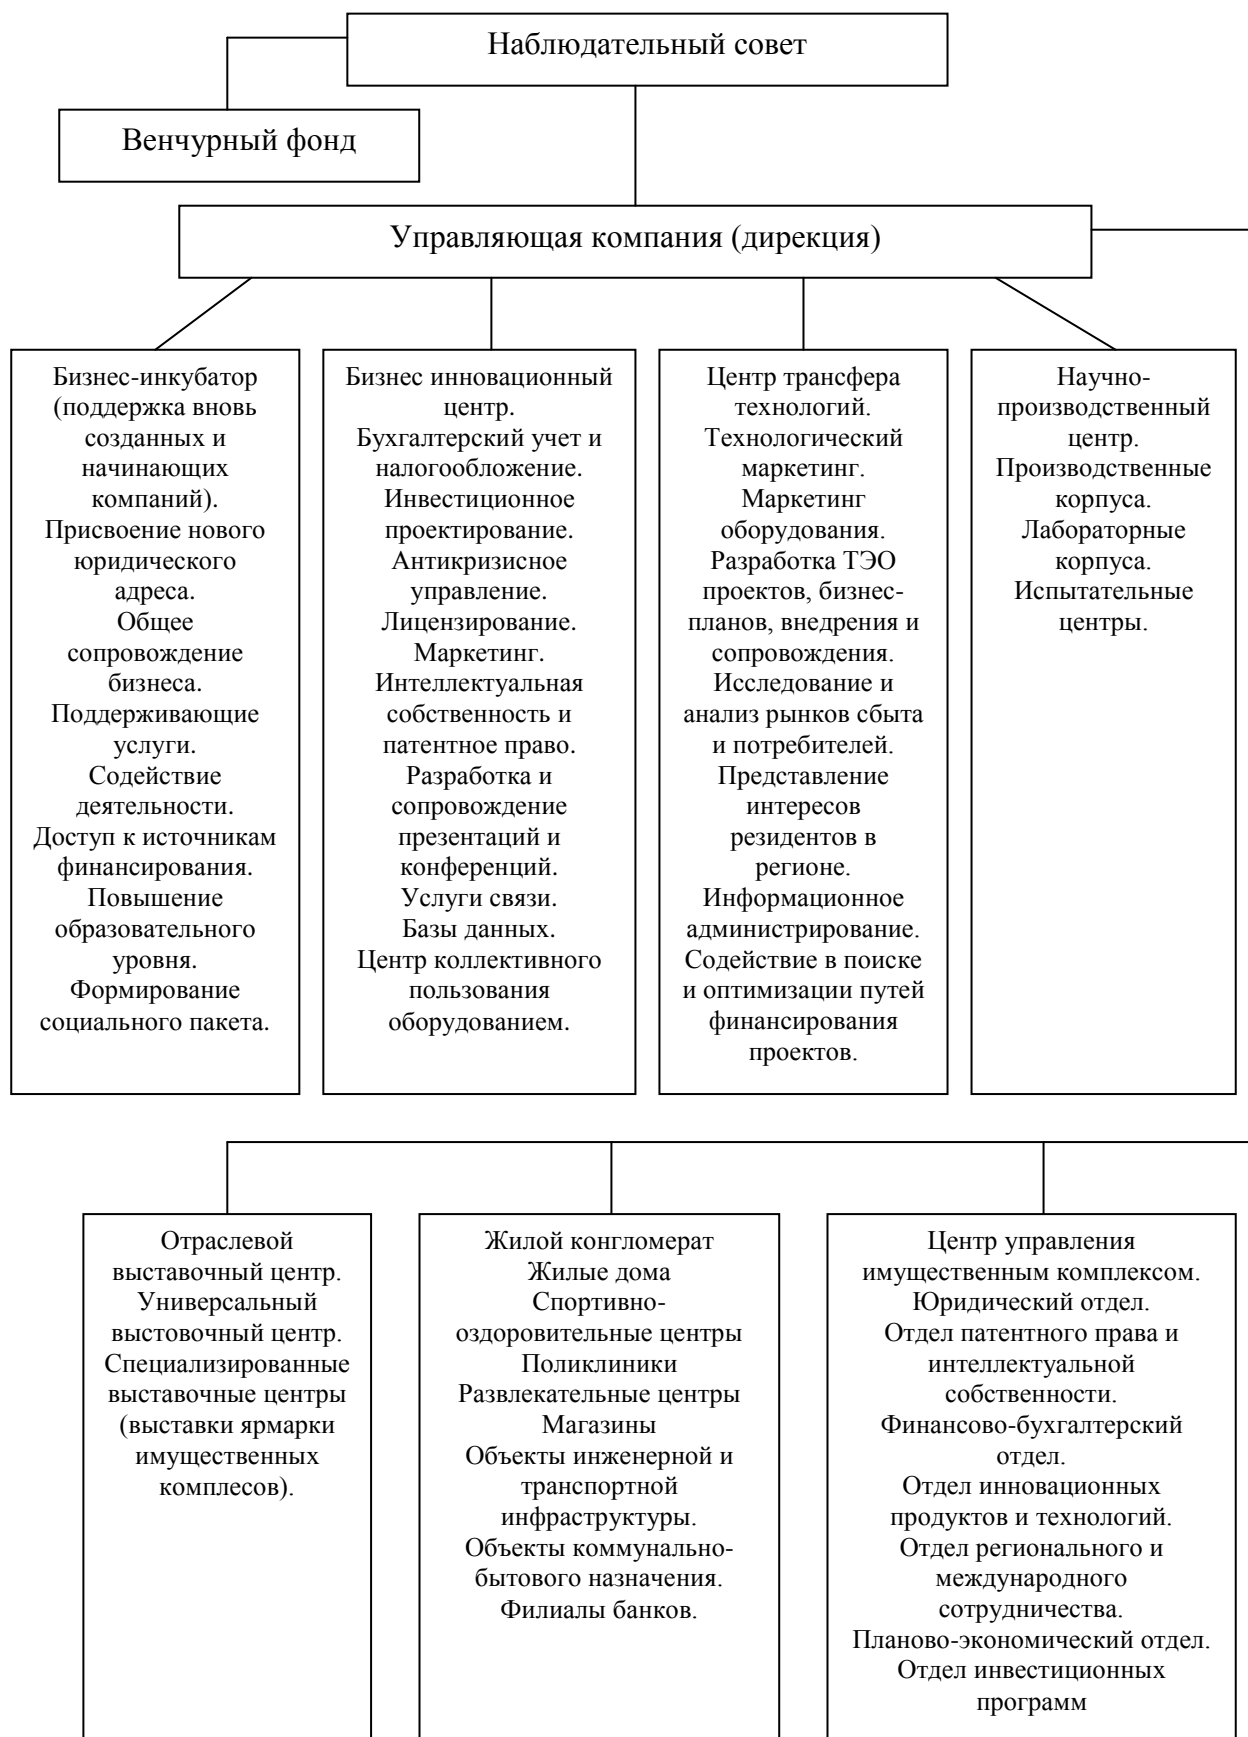 Наблюдательный совет
Венчурный фонд
Управляющая компания (дирекция)
Бизнес-инкубатор
(поддержка вновь
созданных и
начинающих
компаний).
Присвоение нового
юридического
адреса.
Общее
сопровождение
бизнеса.
Поддерживающие
услуги.
Содействие
деятельности.
Доступ к источникам
финансирования.
Повышение
образовательного
уровня.
Формирование
социального пакета.
Бизнес инновационный
центр.
Бухгалтерский учет и
налогообложение.
Инвестиционное
проектирование.
Антикризисное
управление.
Лицензирование.
Маркетинг.
Интеллектуальная
собственность и
патентное право.
Разработка и
сопровождение
презентаций и
конференций.
Услуги связи.
Базы данных.
Центр коллективного
пользования
оборудованием.
Центр трансфера
технологий.
Технологический
маркетинг.
Маркетинг
оборудования.
Разработка ТЭО
проектов, бизнес-
планов, внедрения и
сопровождения.
Исследование и
анализ рынков сбыта
и потребителей.
Представление
интересов
резидентов в
регионе.
Информационное
администрирование.
Содействие в поиске
и оптимизации путей
финансирования
проектов.
Научно-
производственный
центр.
Производственные
корпуса.
Лабораторные
корпуса.
Испытательные
центры.
Отраслевой
выставочный центр.
Универсальный
выстовочный центр.
Специализированные
выставочные центры
(выставки ярмарки
имущественных
комплесов).
Жилой конгломерат
Жилые дома
Спортивно-
оздоровительные центры
Поликлиники
Развлекательные центры
Магазины
Объекты инженерной и
транспортной
инфраструктуры.
Объекты коммунально-
бытового назначения.
Филиалы банков.
Центр управления
имущественным комплексом.
Юридический отдел.
Отдел патентного права и
интеллектуальной
собственности.
Финансово-бухгалтерский
отдел.
Отдел инновационных
продуктов и технологий.
Отдел регионального и
международного
сотрудничества.
Планово-экономический отдел.
Отдел инвестиционных
программ